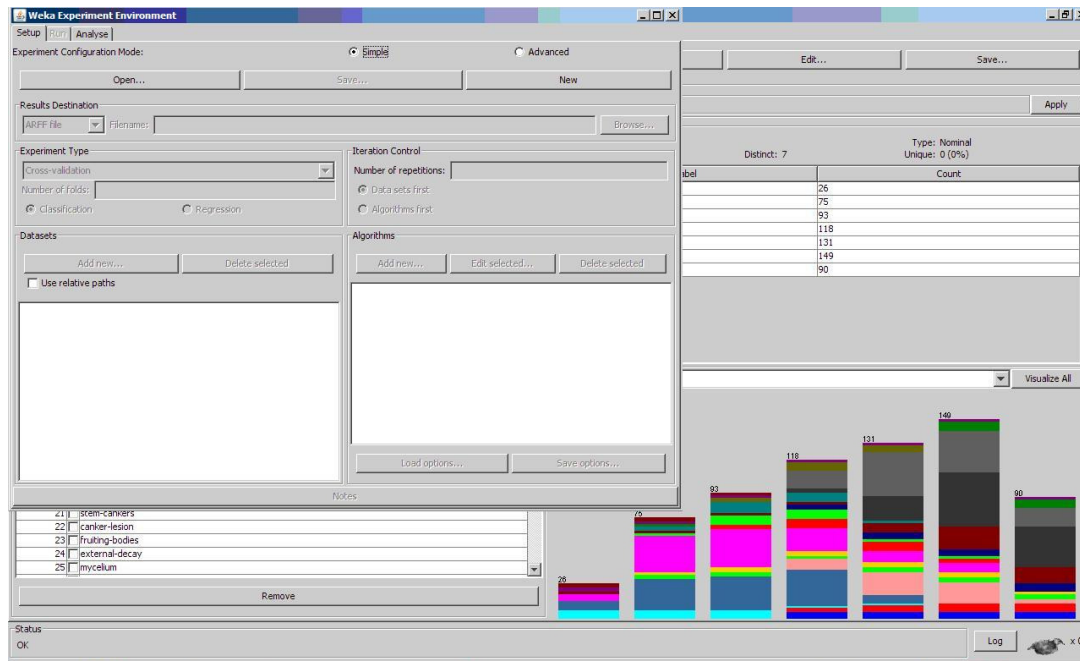 Weka Experiment Environment
Setup Run Analyse
Experiment Configuration Mode: Simple Advanced
Open... Save... New
Results Destination
ARFF file Filename: Browse...
Experiment Type
Cross-validation
Number of folds:
Classification Regression
Iteration Control
Number of repetitions:
Data sets first
Algorithms first
Datasets
Add new... Delete selected
Use relative paths
Algorithms
Add new... Edit selected... Delete selected
Load options... Save options...
Notes
Edit... Save...
Apply
Type: Nominal
Distinct: 7 Unique: 0 (0%)
Count
26
75
93
118
131
149
90
Visualize All
21 stem-cankers
22 canker-lesion
23 fruiting-bodies
24 external-decay
25 mycelium
Remove
26
75
93
118
131
149
90
Status
OK
Log x 0